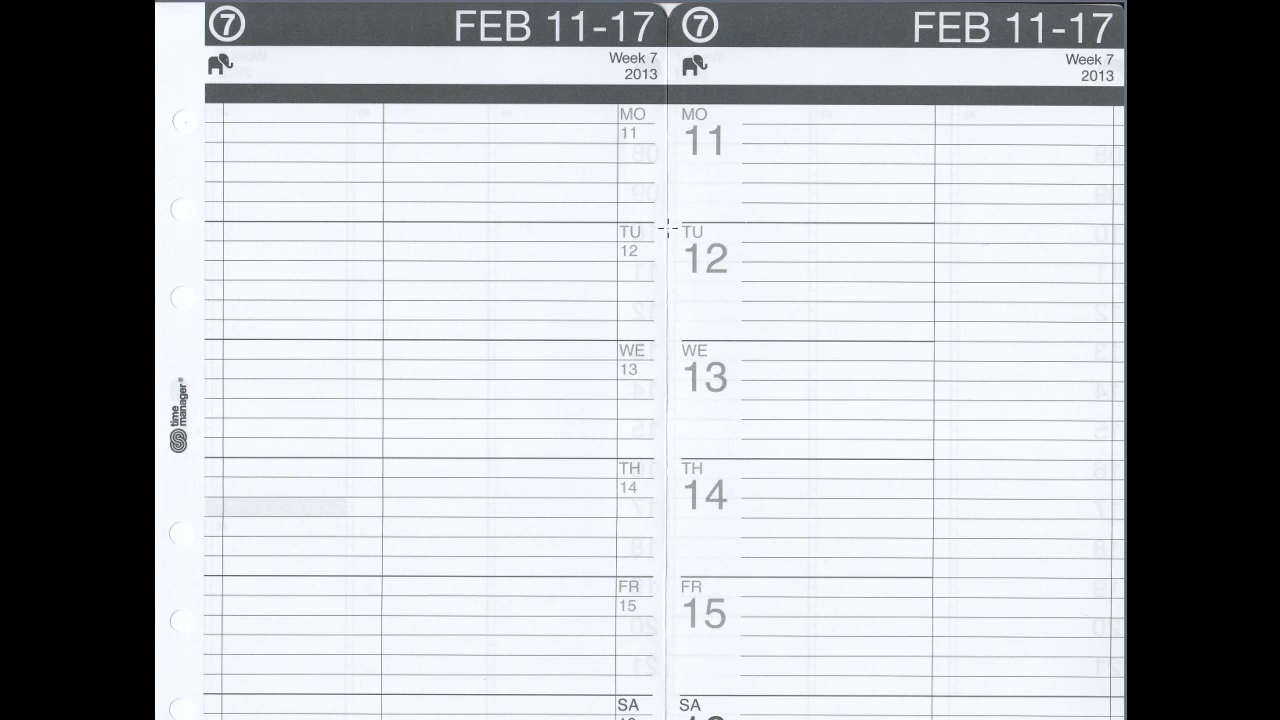 7 FEB 11-17
Week 7
2013
MO
11
TU
12
WE
13
TH
14
FR
15
SA
7 FEB 11-17
Week 7
2013
MO
11
TU
12
WE
13
TH
14
FR
15
SA
time
manager®